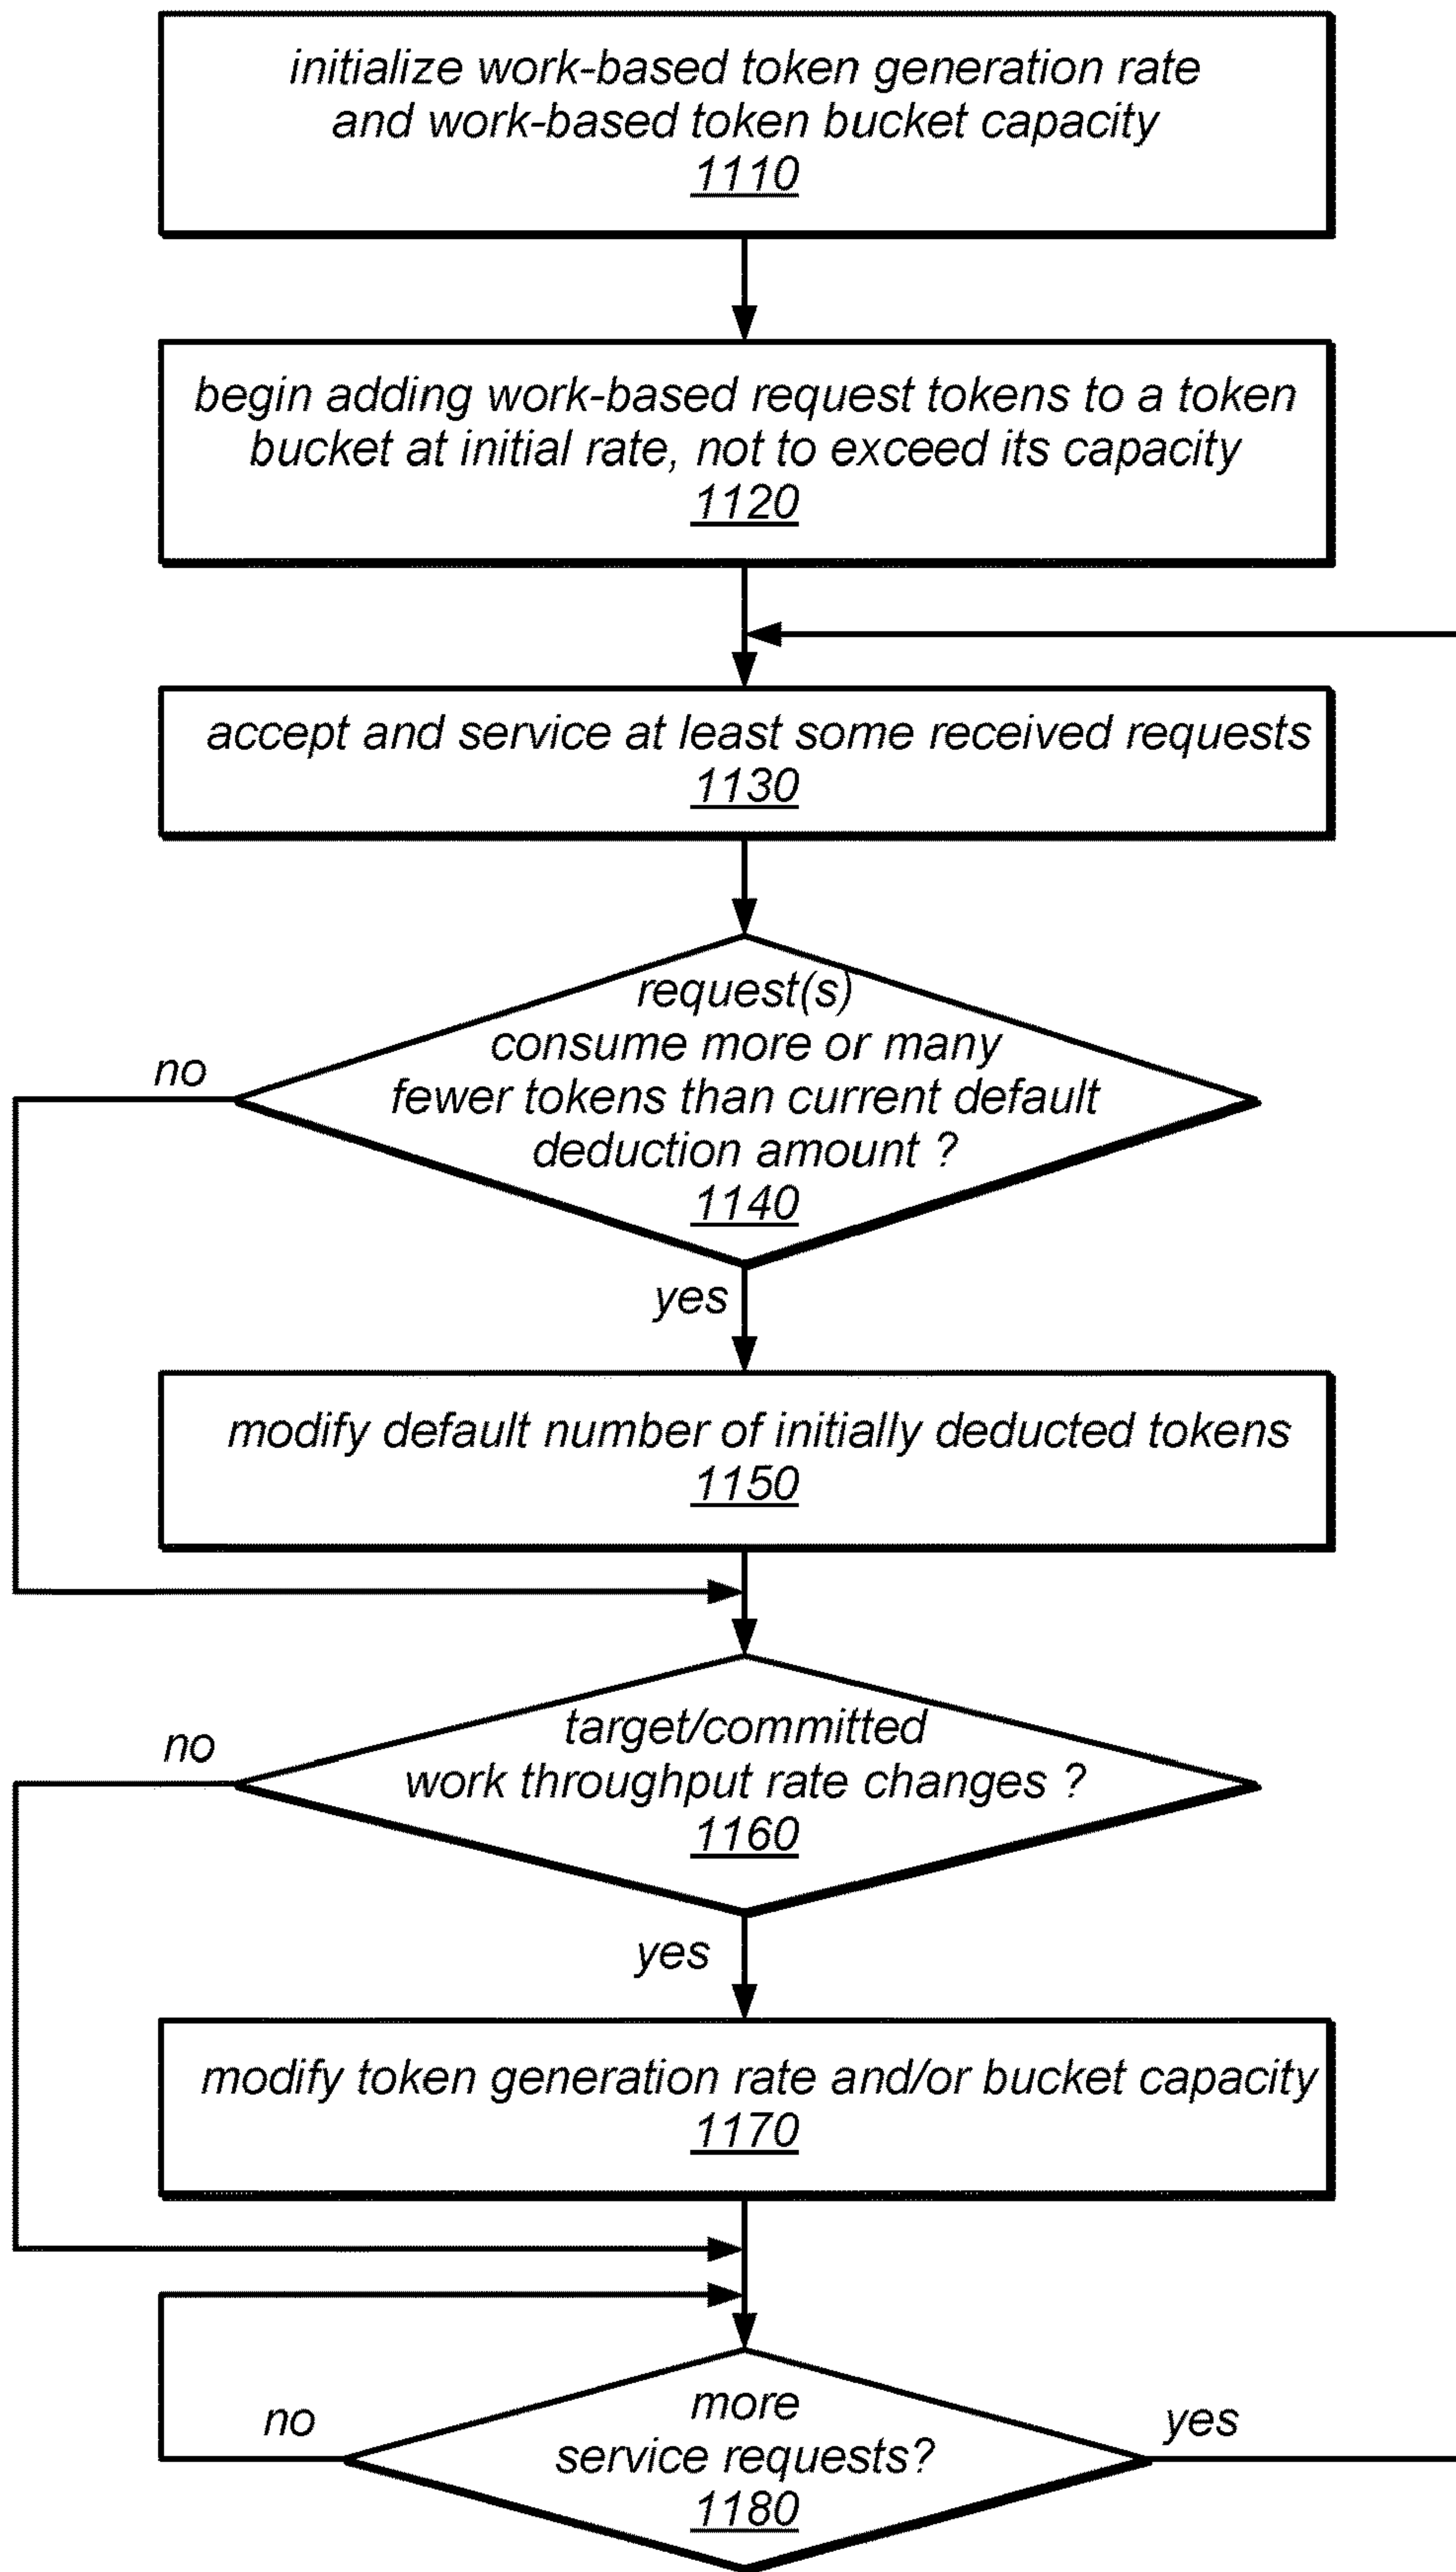 initialize work-based token generation rate
and work-based token bucket capacity
1110
begin adding work-based request tokens to a token
bucket at initial rate, not to exceed its capacity
1120
accept and service at least some received requests
1130
request(s)
consume more or many
fewer tokens than current default
deduction amount ?
1140
no
yes
modify default number of initially deducted tokens
1150
target/committed
work throughput rate changes ?
1160
no
yes
modify token generation rate and/or bucket capacity
1170
more
service requests?
1180
no
yes